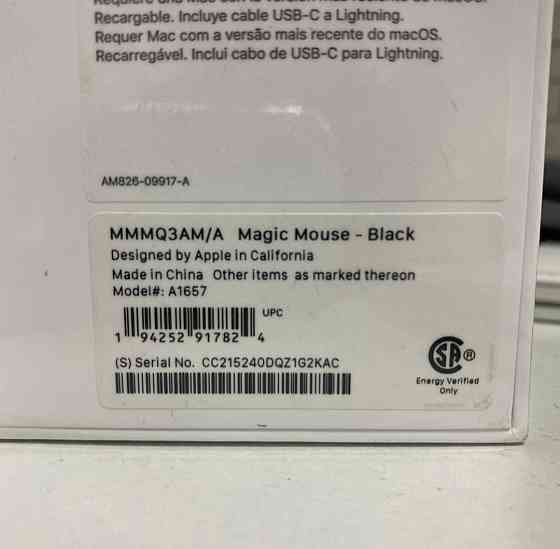 Recargable. Incluye cable USB-C a Lightning.
Requer Mac com a versão mais recente do macOS.
Recarregável. Inclui cabo de USB-C para Lightning.
AM826-09917-A
MMMQ3AM/A Magic Mouse - Black
Designed by Apple in California
Made in China Other items as marked thereon
Model#: A1657
UPC
1 94252 91782 4
(S) Serial No. CC215240DQZ1G2KAC
SA ®
Energy Verified
Only